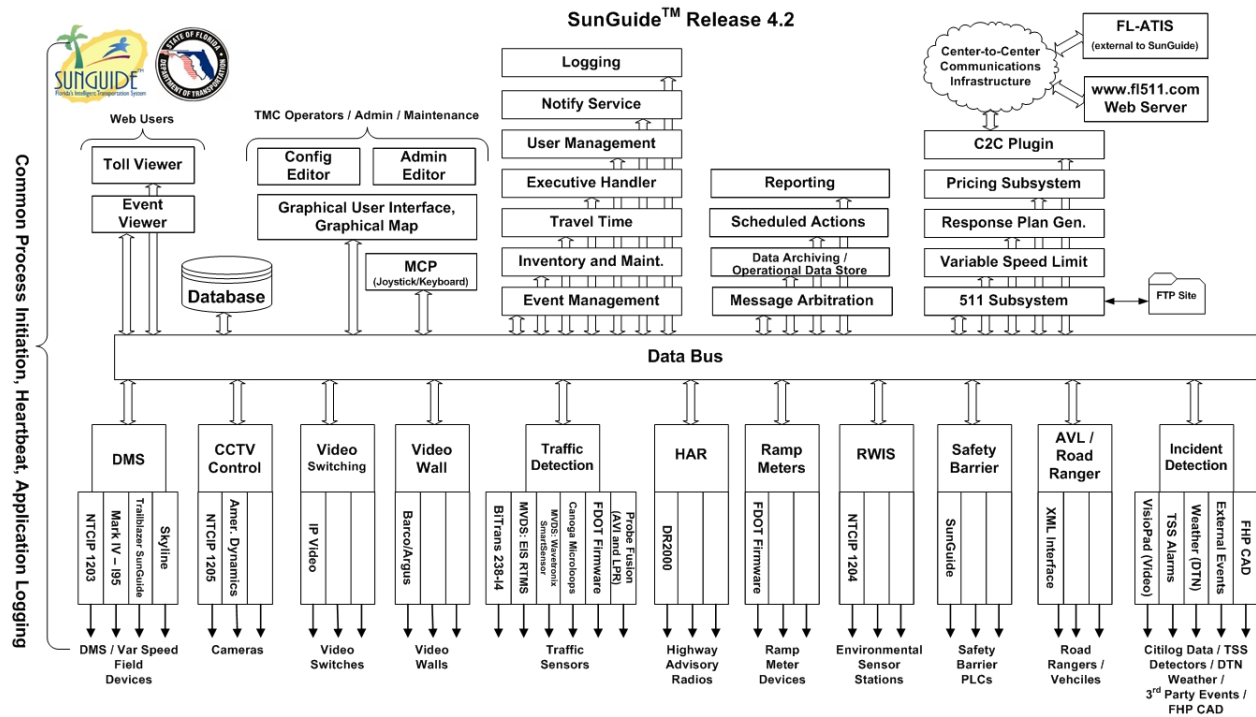 SunGuide™ Release 4.2
SUNGUIDE
Florida's Intelligent Transportation System
STATE OF FLORIDA
DEPARTMENT OF TRANSPORTATION
Common Process Initiation, Heartbeat, Application Logging
Web Users
Toll Viewer
Event
Viewer
Database
TMC Operators / Admin / Maintenance
Config
Editor
Admin
Editor
Graphical User Interface,
Graphical Map
MCP
(Joystick/Keyboard)
Logging
Notify Service
User Management
Executive Handler
Travel Time
Inventory and Maint.
Event Management
Reporting
Scheduled Actions
Data Archiving /
Operational Data Store
Message Arbitration
Center-to-Center
Communications
Infrastructure
FL-ATIS
(external to SunGuide)
www.fl511.com
Web Server
C2C Plugin
Pricing Subsystem
Response Plan Gen.
Variable Speed Limit
511 Subsystem
FTP Site
Data Bus
DMS
NTCIP 1203
Mark IV – I95
Trailblazer SunGuide
Skyline
DMS / Var Speed
Field
Devices
CCTV
Control
NTCIP 1205
Amer. Dynamics
Cameras
Video
Switching
IP Video
Video
Switches
Video
Wall
Barco/Argus
Video
Walls
Traffic
Detection
BiTrans 238-I4
MVDS: EIS RTMS
MVDS: Wavetronix
SmartSensor
Canoga Microloops
FDOT Firmware
Probe Fusion
(AVI and LPR)
Traffic
Sensors
HAR
DR2000
Highway
Advisory
Radios
Ramp
Meters
FDOT Firmware
Ramp
Meter
Devices
RWIS
NTCIP 1204
Environmental
Sensor
Stations
Safety
Barrier
SunGuide
Safety
Barrier
PLCs
AVL /
Road
Ranger
XML Interface
Road
Rangers /
Vehciles
Incident
Detection
VisioPad (Video)
TSS Alarms
Weather (DTN)
External Events
FHP CAD
Citilog Data / TSS
Detectors / DTN
Weather /
3rd Party Events /
FHP CAD